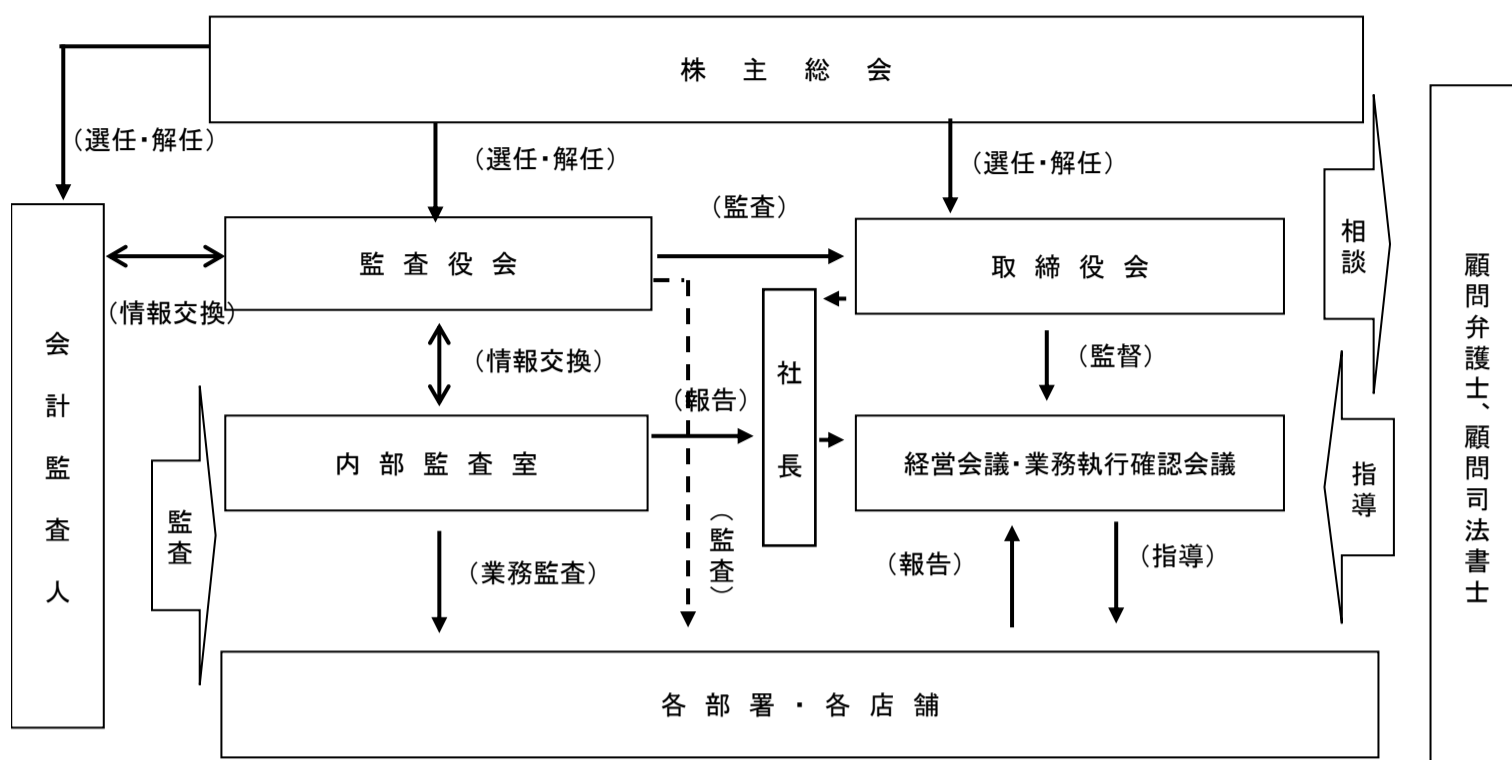 株主総会
（選任・解任）
（選任・解任）
（選任・解任）
（監査）
監査役会
取締役会
相談
（情報交換）
会計監査人
（情報交換）
社長
（監督）
（報告）
内部監査室
経営会議・業務執行確認会議
指導
監査
（監査）
（業務監査）
（報告）
（指導）
各部署・各店舗
顧問弁護士、顧問司法書士